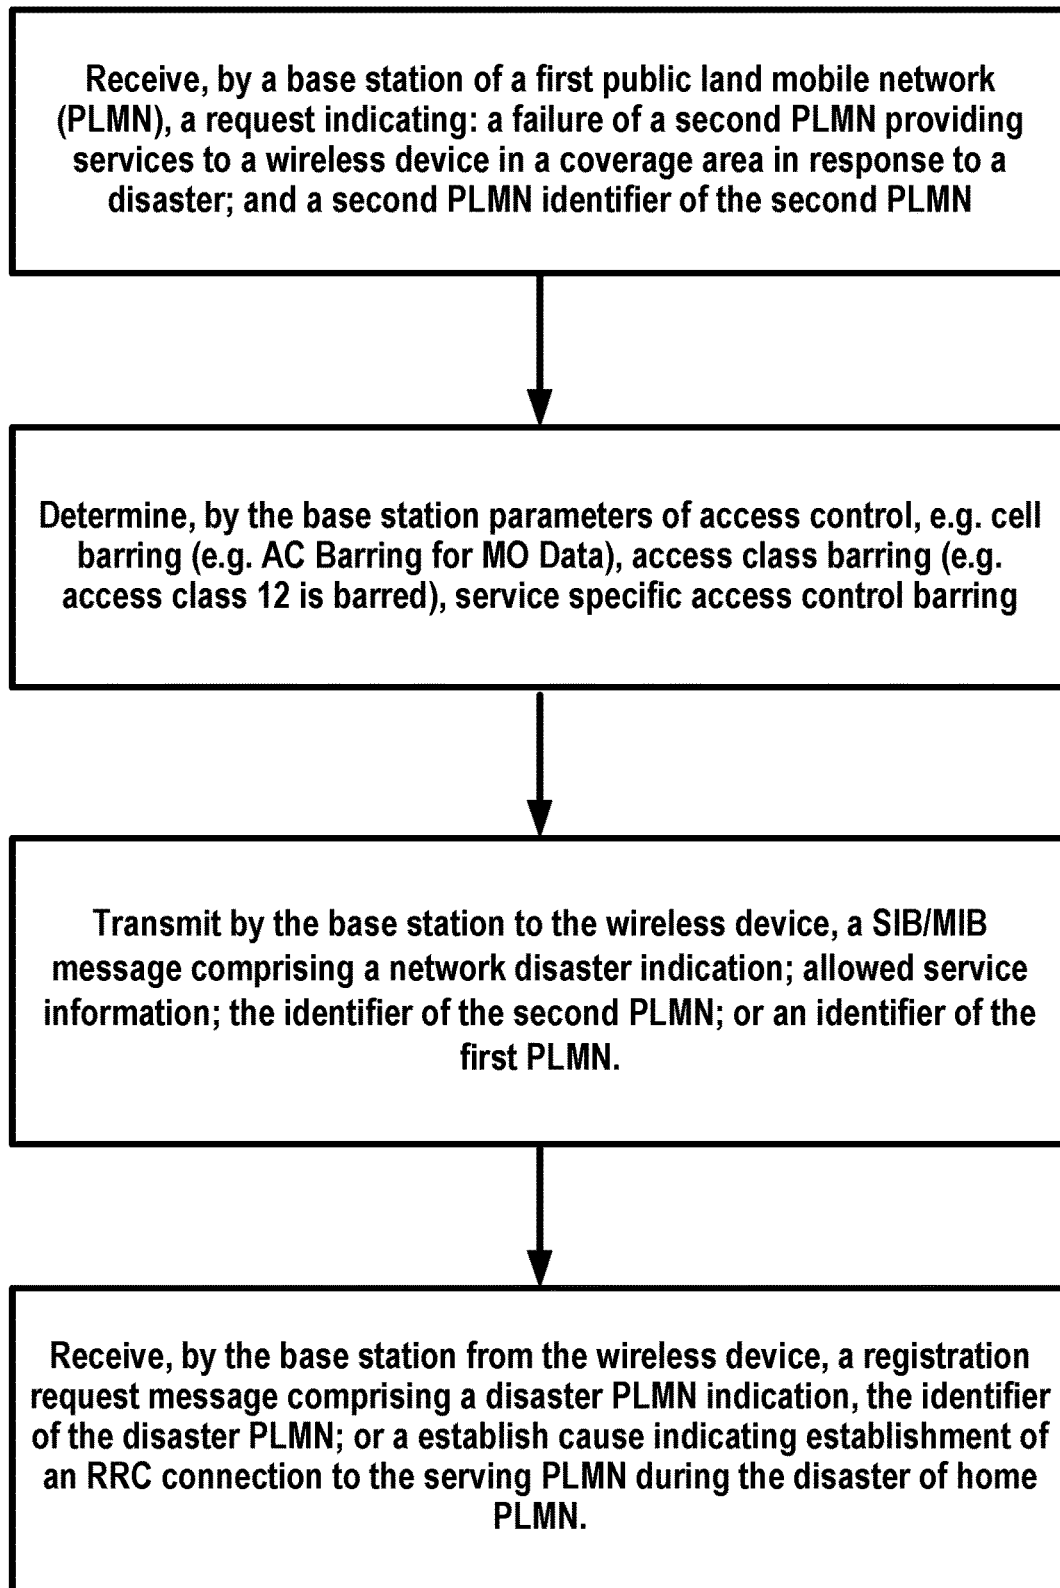 Receive, by a base station of a first public land mobile network
(PLMN), a request indicating: a failure of a second PLMN providing
services to a wireless device in a coverage area in response to a
disaster; and a second PLMN identifier of the second PLMN
Determine, by the base station parameters of access control, e.g. cell
barring (e.g. AC Barring for MO Data), access class barring (e.g.
access class 12 is barred), service specific access control barring
Transmit by the base station to the wireless device, a SIB/MIB
message comprising a network disaster indication; allowed service
information; the identifier of the second PLMN; or an identifier of the
first PLMN.
Receive, by the base station from the wireless device, a registration
request message comprising a disaster PLMN indication, the identifier
of the disaster PLMN; or a establish cause indicating establishment of
an RRC connection to the serving PLMN during the disaster of home
PLMN.